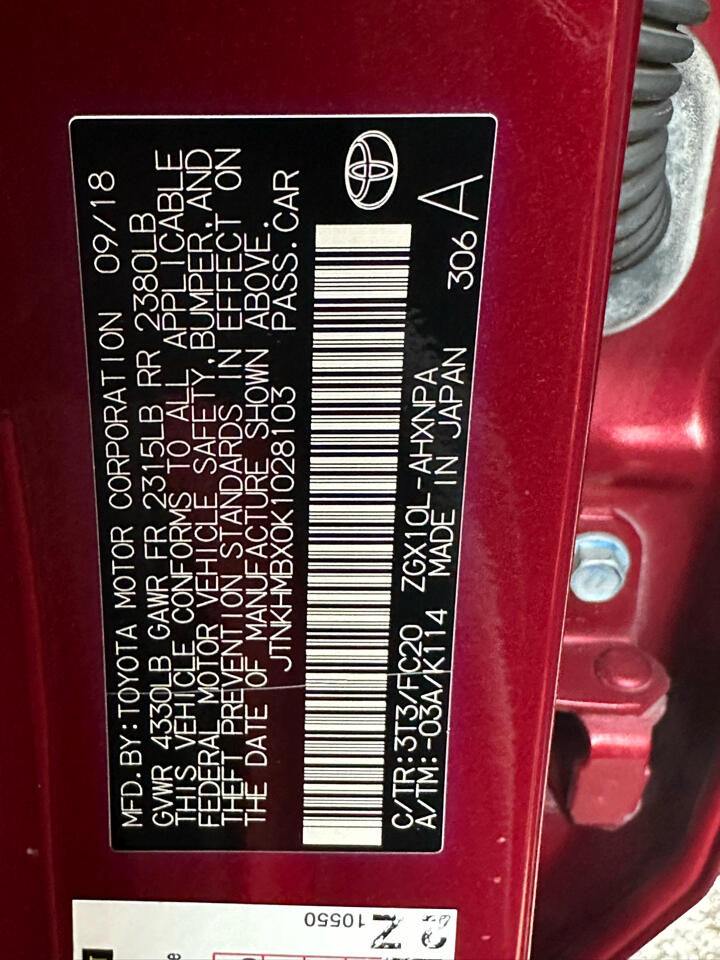 MFD.BY:TOYOTA MOTOR CORPORATION 09/18
GVWR 4330LB GAWR FR 2315LB RR 2380LB
THIS VEHICLE CONFORMS TO ALL APPLICABLE
FEDERAL MOTOR VEHICLE SAFETY,BUMPER,AND
THEFT PREVENTION STANDARDS IN EFFECT ON
THE DATE OF MANUFACTURE SHOWN ABOVE.
JTNKHMBX0K1028103 PASS.CAR
C/TR:3T3/FC20 ZGX10L-AHXNPA 306 A
A/TM:-03A/K114 MADE IN JAPAN
10550